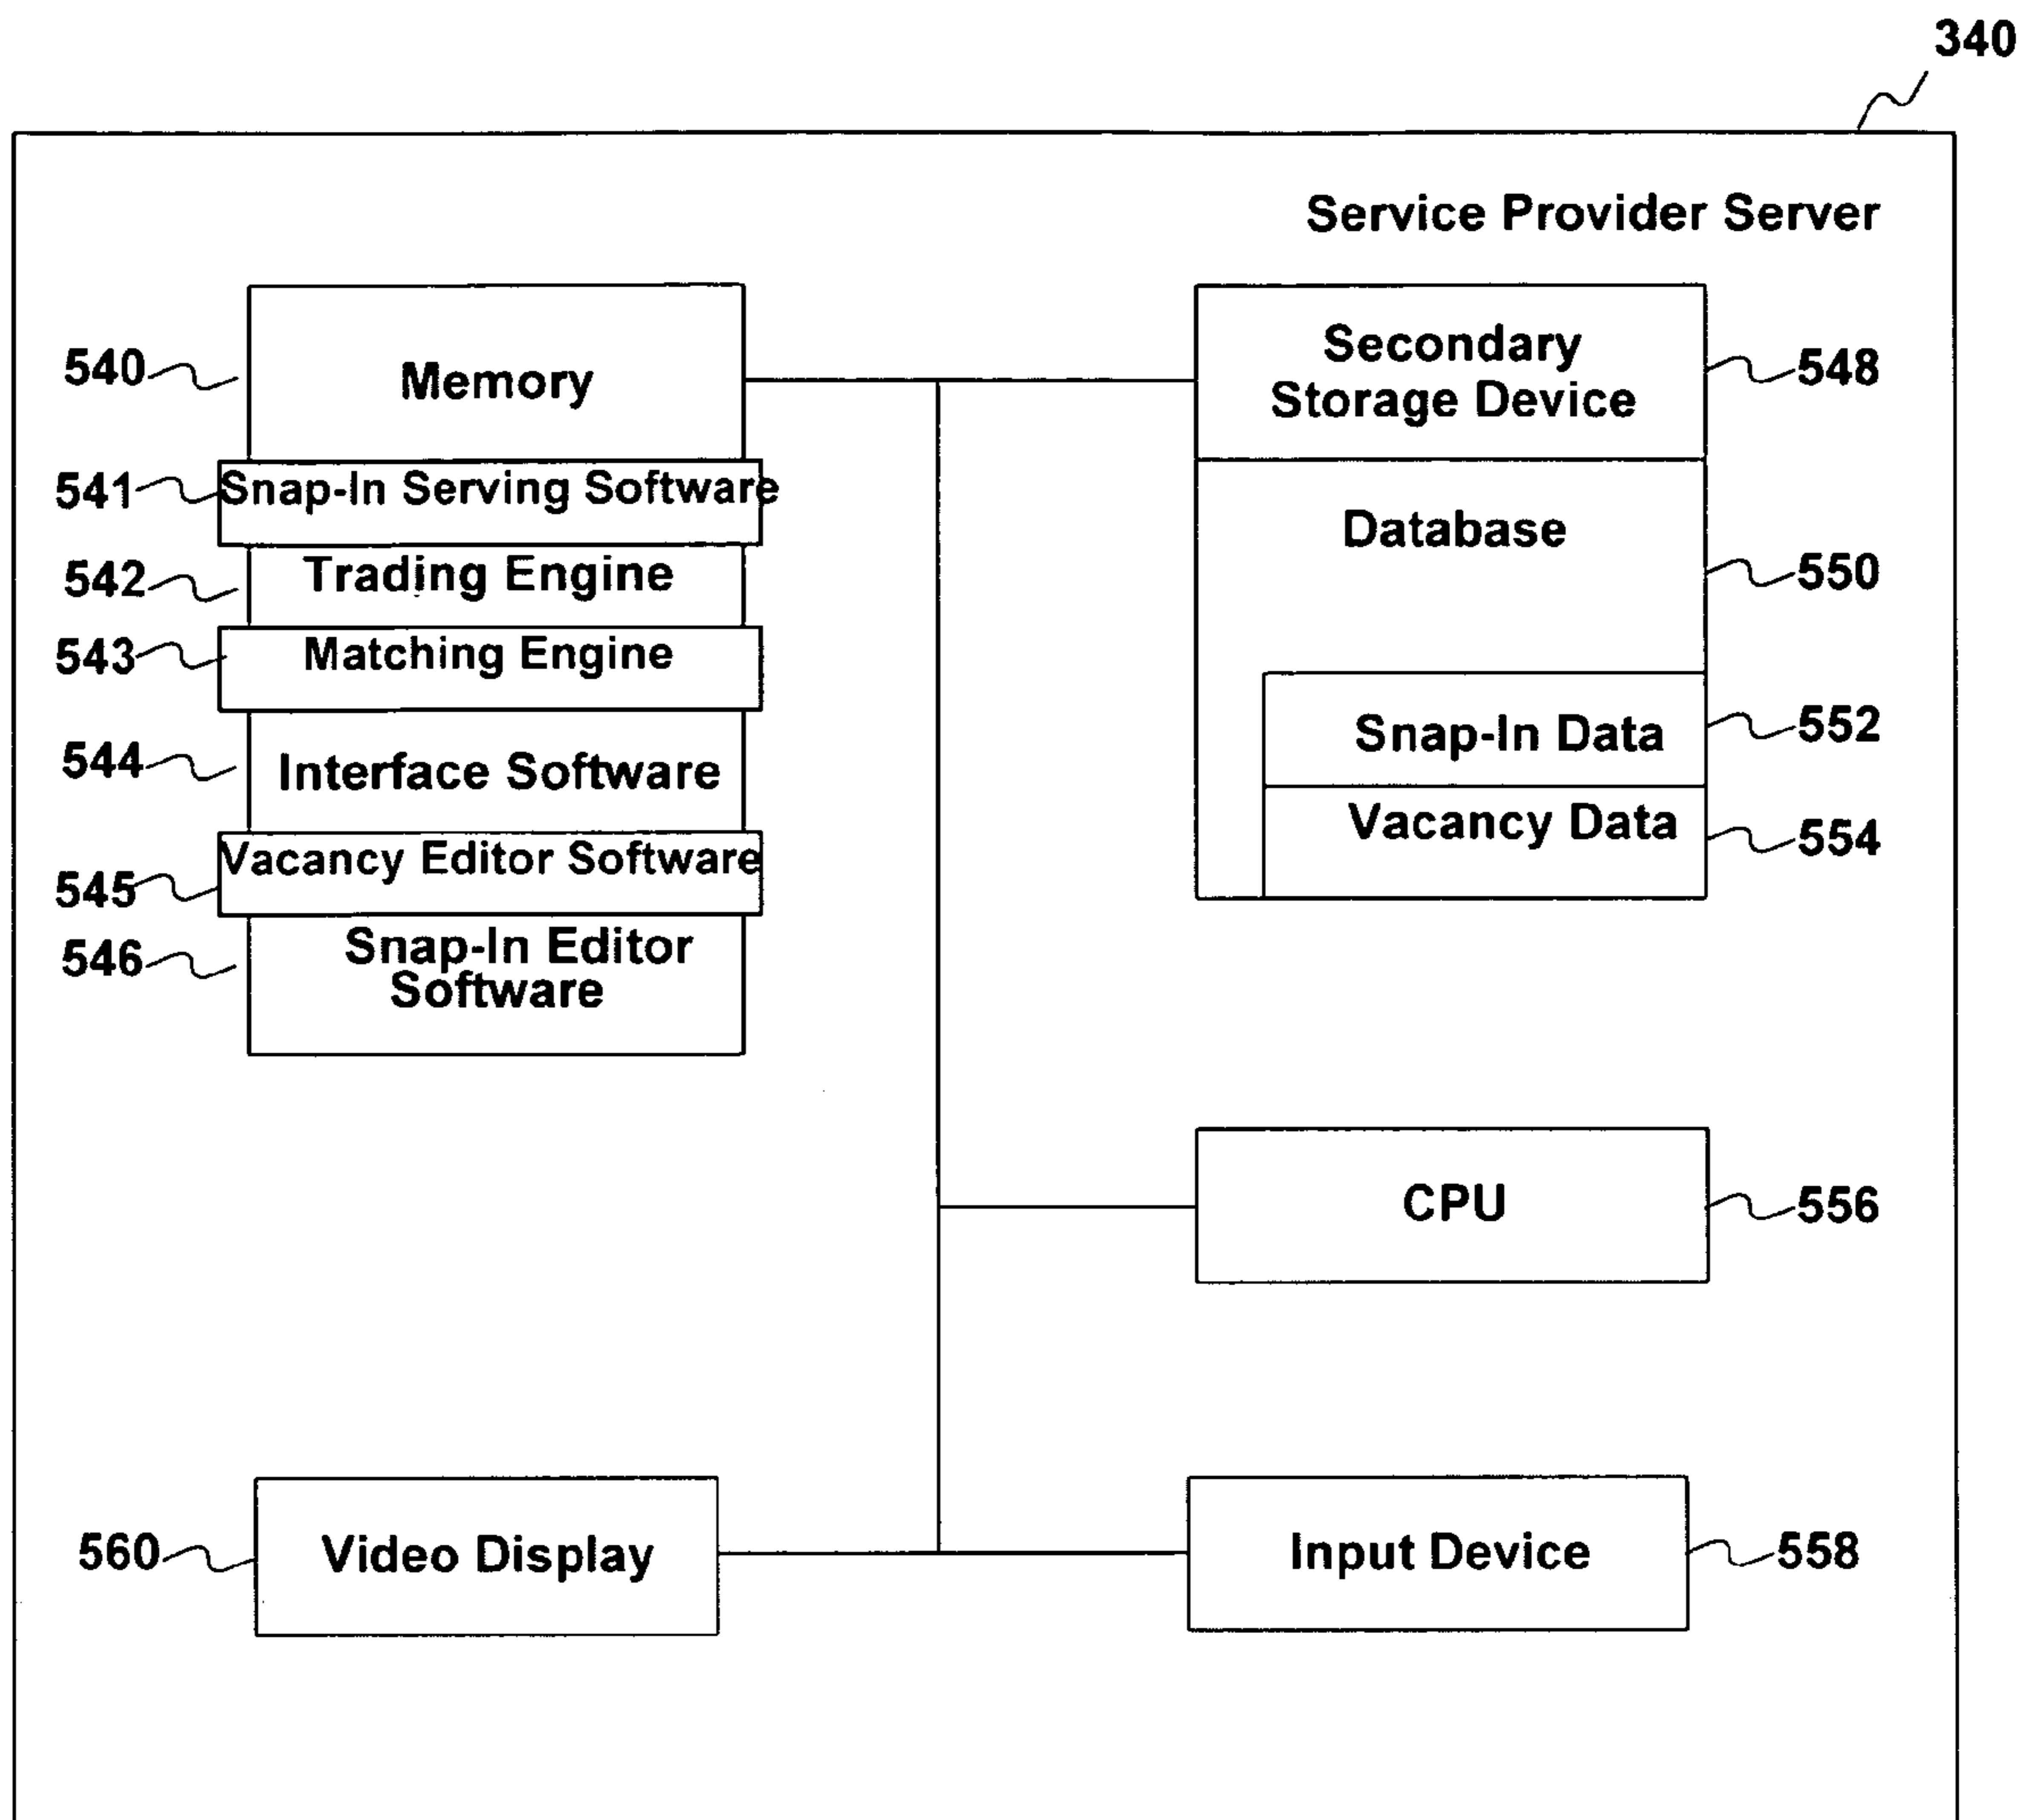 340
Service Provider Server
540
Memory
541
Snap-In Serving Software
542
Trading Engine
543
Matching Engine
544
Interface Software
545
Vacancy Editor Software
546
Snap-In Editor
Software
Secondary
Storage Device
548
Database
550
Snap-In Data
552
Vacancy Data
554
CPU
556
560
Video Display
Input Device
558